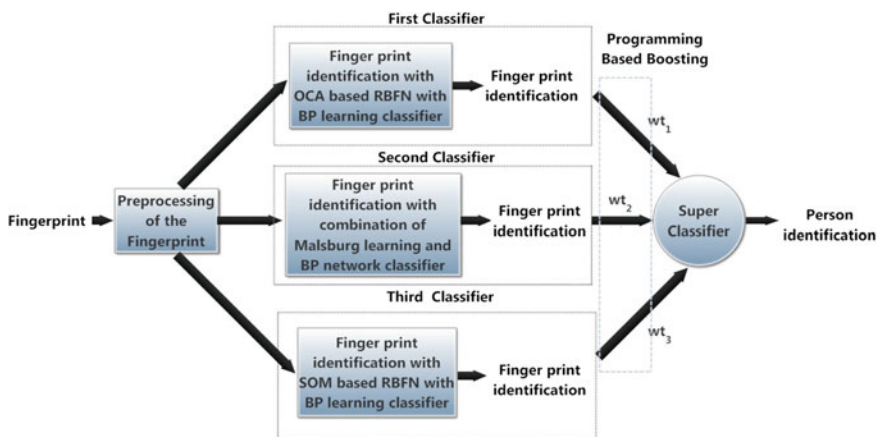 First Classifier
Finger print
identification with
OCA based RBFN with
BP learning classifier
Finger print
identification
Programming
Based Boosting
wt1
Second Classifier
Fingerprint
Preprocessing
of the
Fingerprint
Finger print
identification with
combination of
Malsburg learning and
BP network classifier
Finger print
identification
wt2
Super
Classifier
Person
identification
Third Classifier
Finger print
identification with
SOM based RBFN with
BP learning classifier
Finger print
identification
wt3